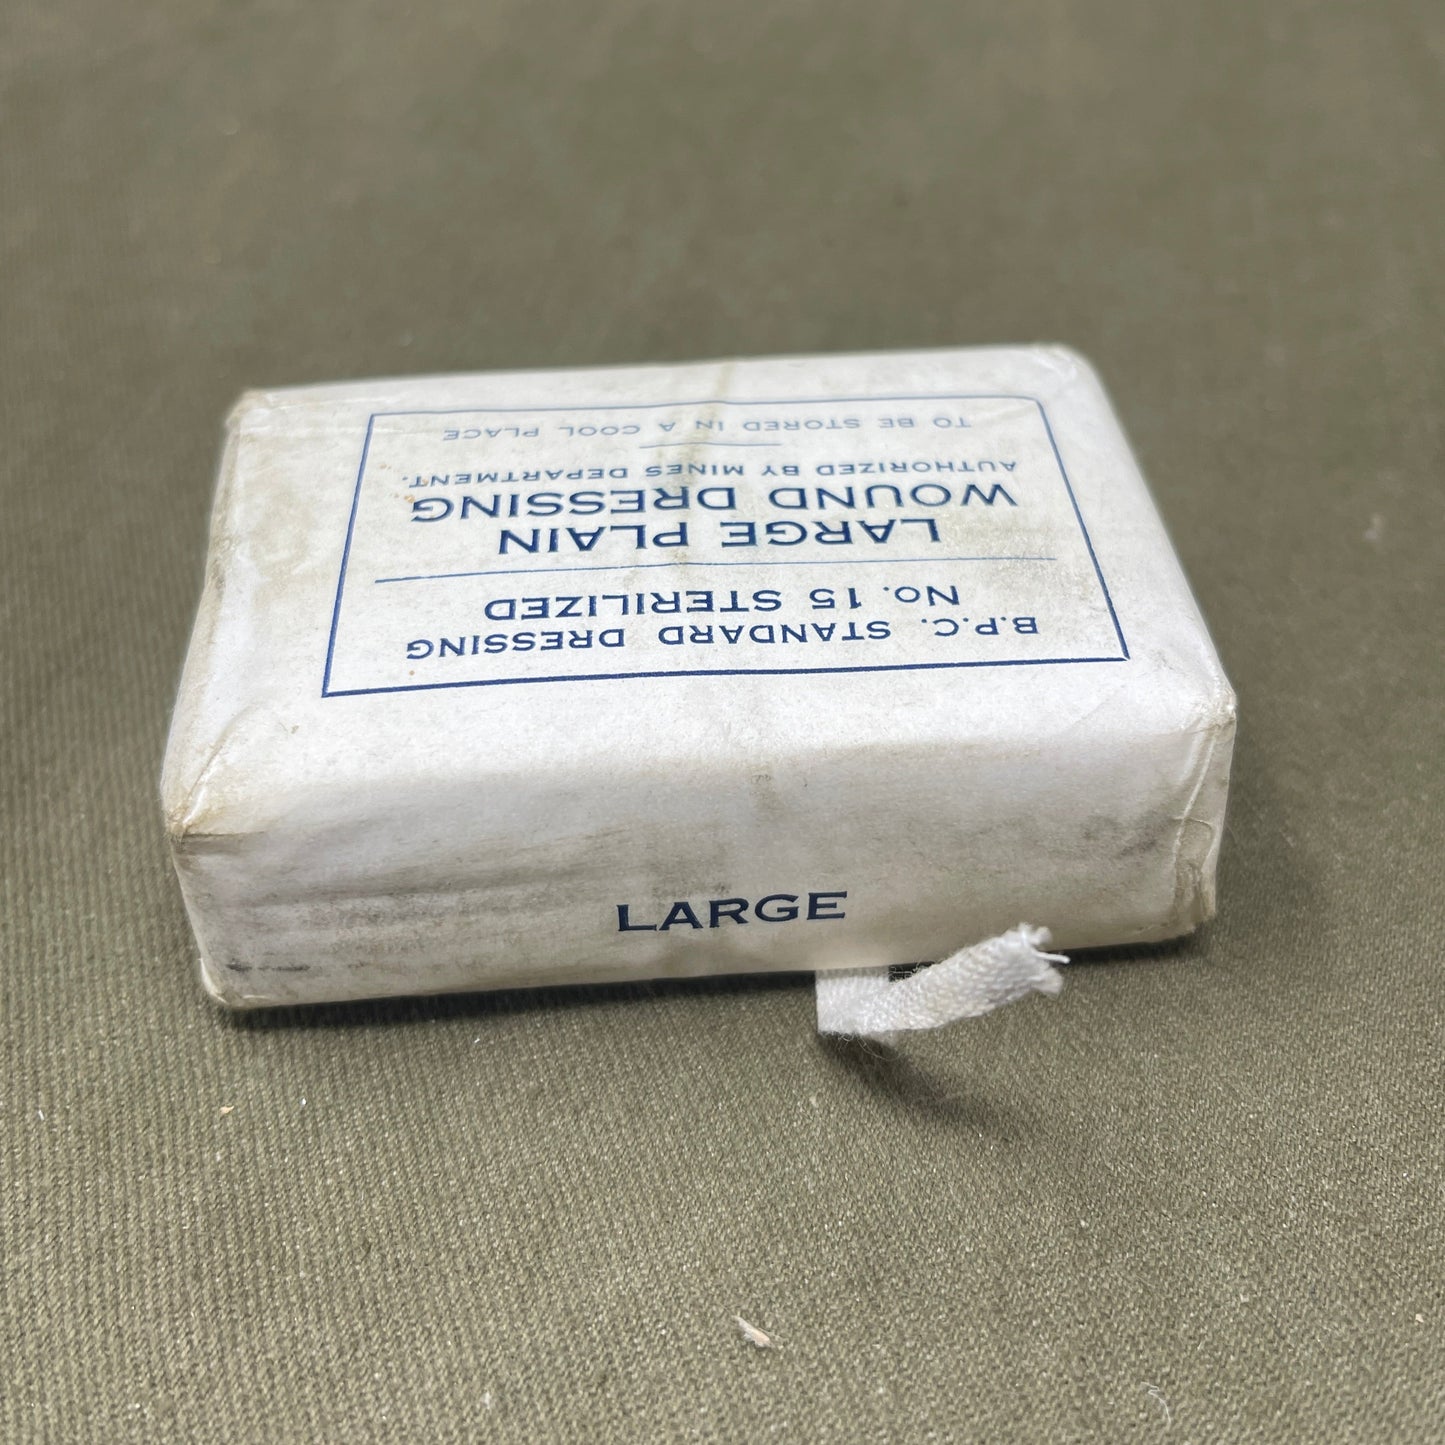 B.P.C. STANDARD DRESSING
No. 15 STERILIZED
LARGE PLAIN
WOUND DRESSING
AUTHORIZED BY MINES DEPARTMENT.
TO BE STORED IN A COOL PLACE
LARGE